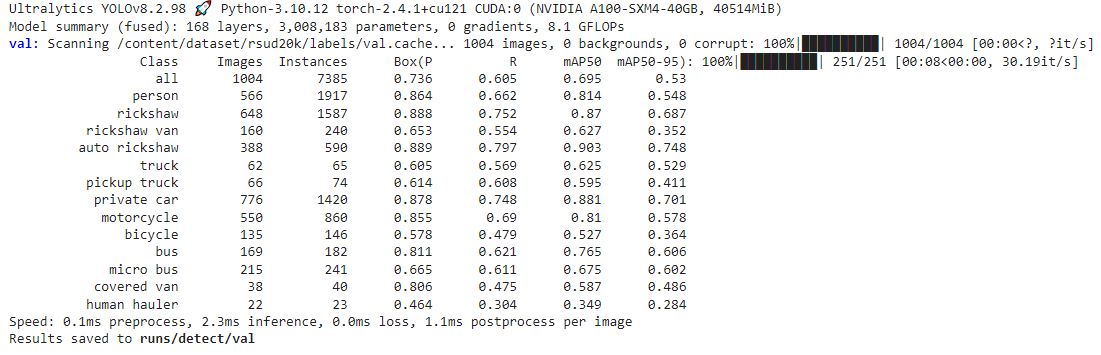 Ultralytics YOLOv8.2.98 🚀 Python-3.10.12 torch-2.4.1+cu121 CUDA:0 (NVIDIA A100-SXM4-40GB, 40514MiB)
Model summary (fused): 168 layers, 3,008,183 parameters, 0 gradients, 8.1 GFLOPs
val: Scanning /content/dataset/rsud20k/labels/val.cache... 1004 images, 0 backgrounds, 0 corrupt: 100%|██████████| 1004/1004 [00:00<?, ?it/s]
Class Images Instances Box(P R mAP50 mAP50-95): 100%|██████████| 251/251 [00:08<00:00, 30.19it/s]
all 1004 7385 0.736 0.605 0.695 0.53
person 566 1917 0.864 0.662 0.814 0.548
rickshaw 648 1587 0.888 0.752 0.87 0.687
rickshaw van 160 240 0.653 0.554 0.627 0.352
auto rickshaw 388 590 0.889 0.797 0.903 0.748
truck 62 65 0.605 0.569 0.625 0.529
pickup truck 66 74 0.614 0.608 0.595 0.411
private car 776 1420 0.878 0.748 0.881 0.701
motorcycle 550 860 0.855 0.69 0.81 0.578
bicycle 135 146 0.578 0.479 0.527 0.364
bus 169 182 0.811 0.621 0.765 0.606
micro bus 215 241 0.665 0.611 0.675 0.602
covered van 38 40 0.806 0.475 0.587 0.486
human hauler 22 23 0.464 0.304 0.349 0.284
Speed: 0.1ms preprocess, 2.3ms inference, 0.0ms loss, 1.1ms postprocess per image
Results saved to runs/detect/val